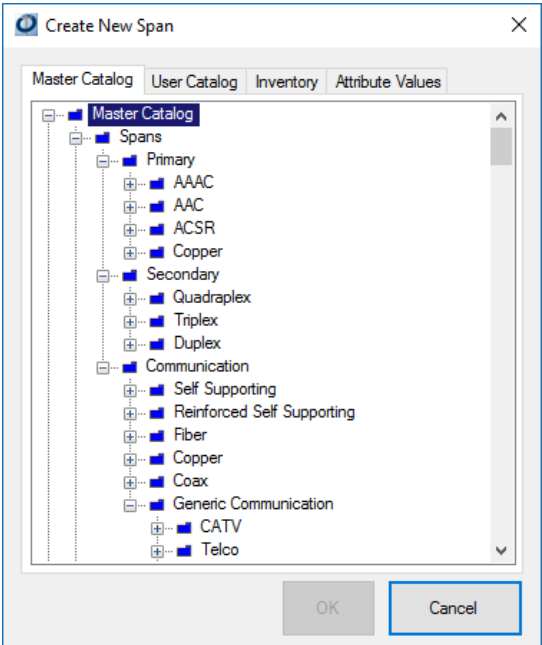 Create New Span
Master Catalog User Catalog Inventory Attribute Values
Master Catalog
Spans
Primary
AAAC
AAC
ACSR
Copper
Secondary
Quadraplex
Triplex
Duplex
Communication
Self Supporting
Reinforced Self Supporting
Fiber
Copper
Coax
Generic Communication
CATV
Telco
OK Cancel